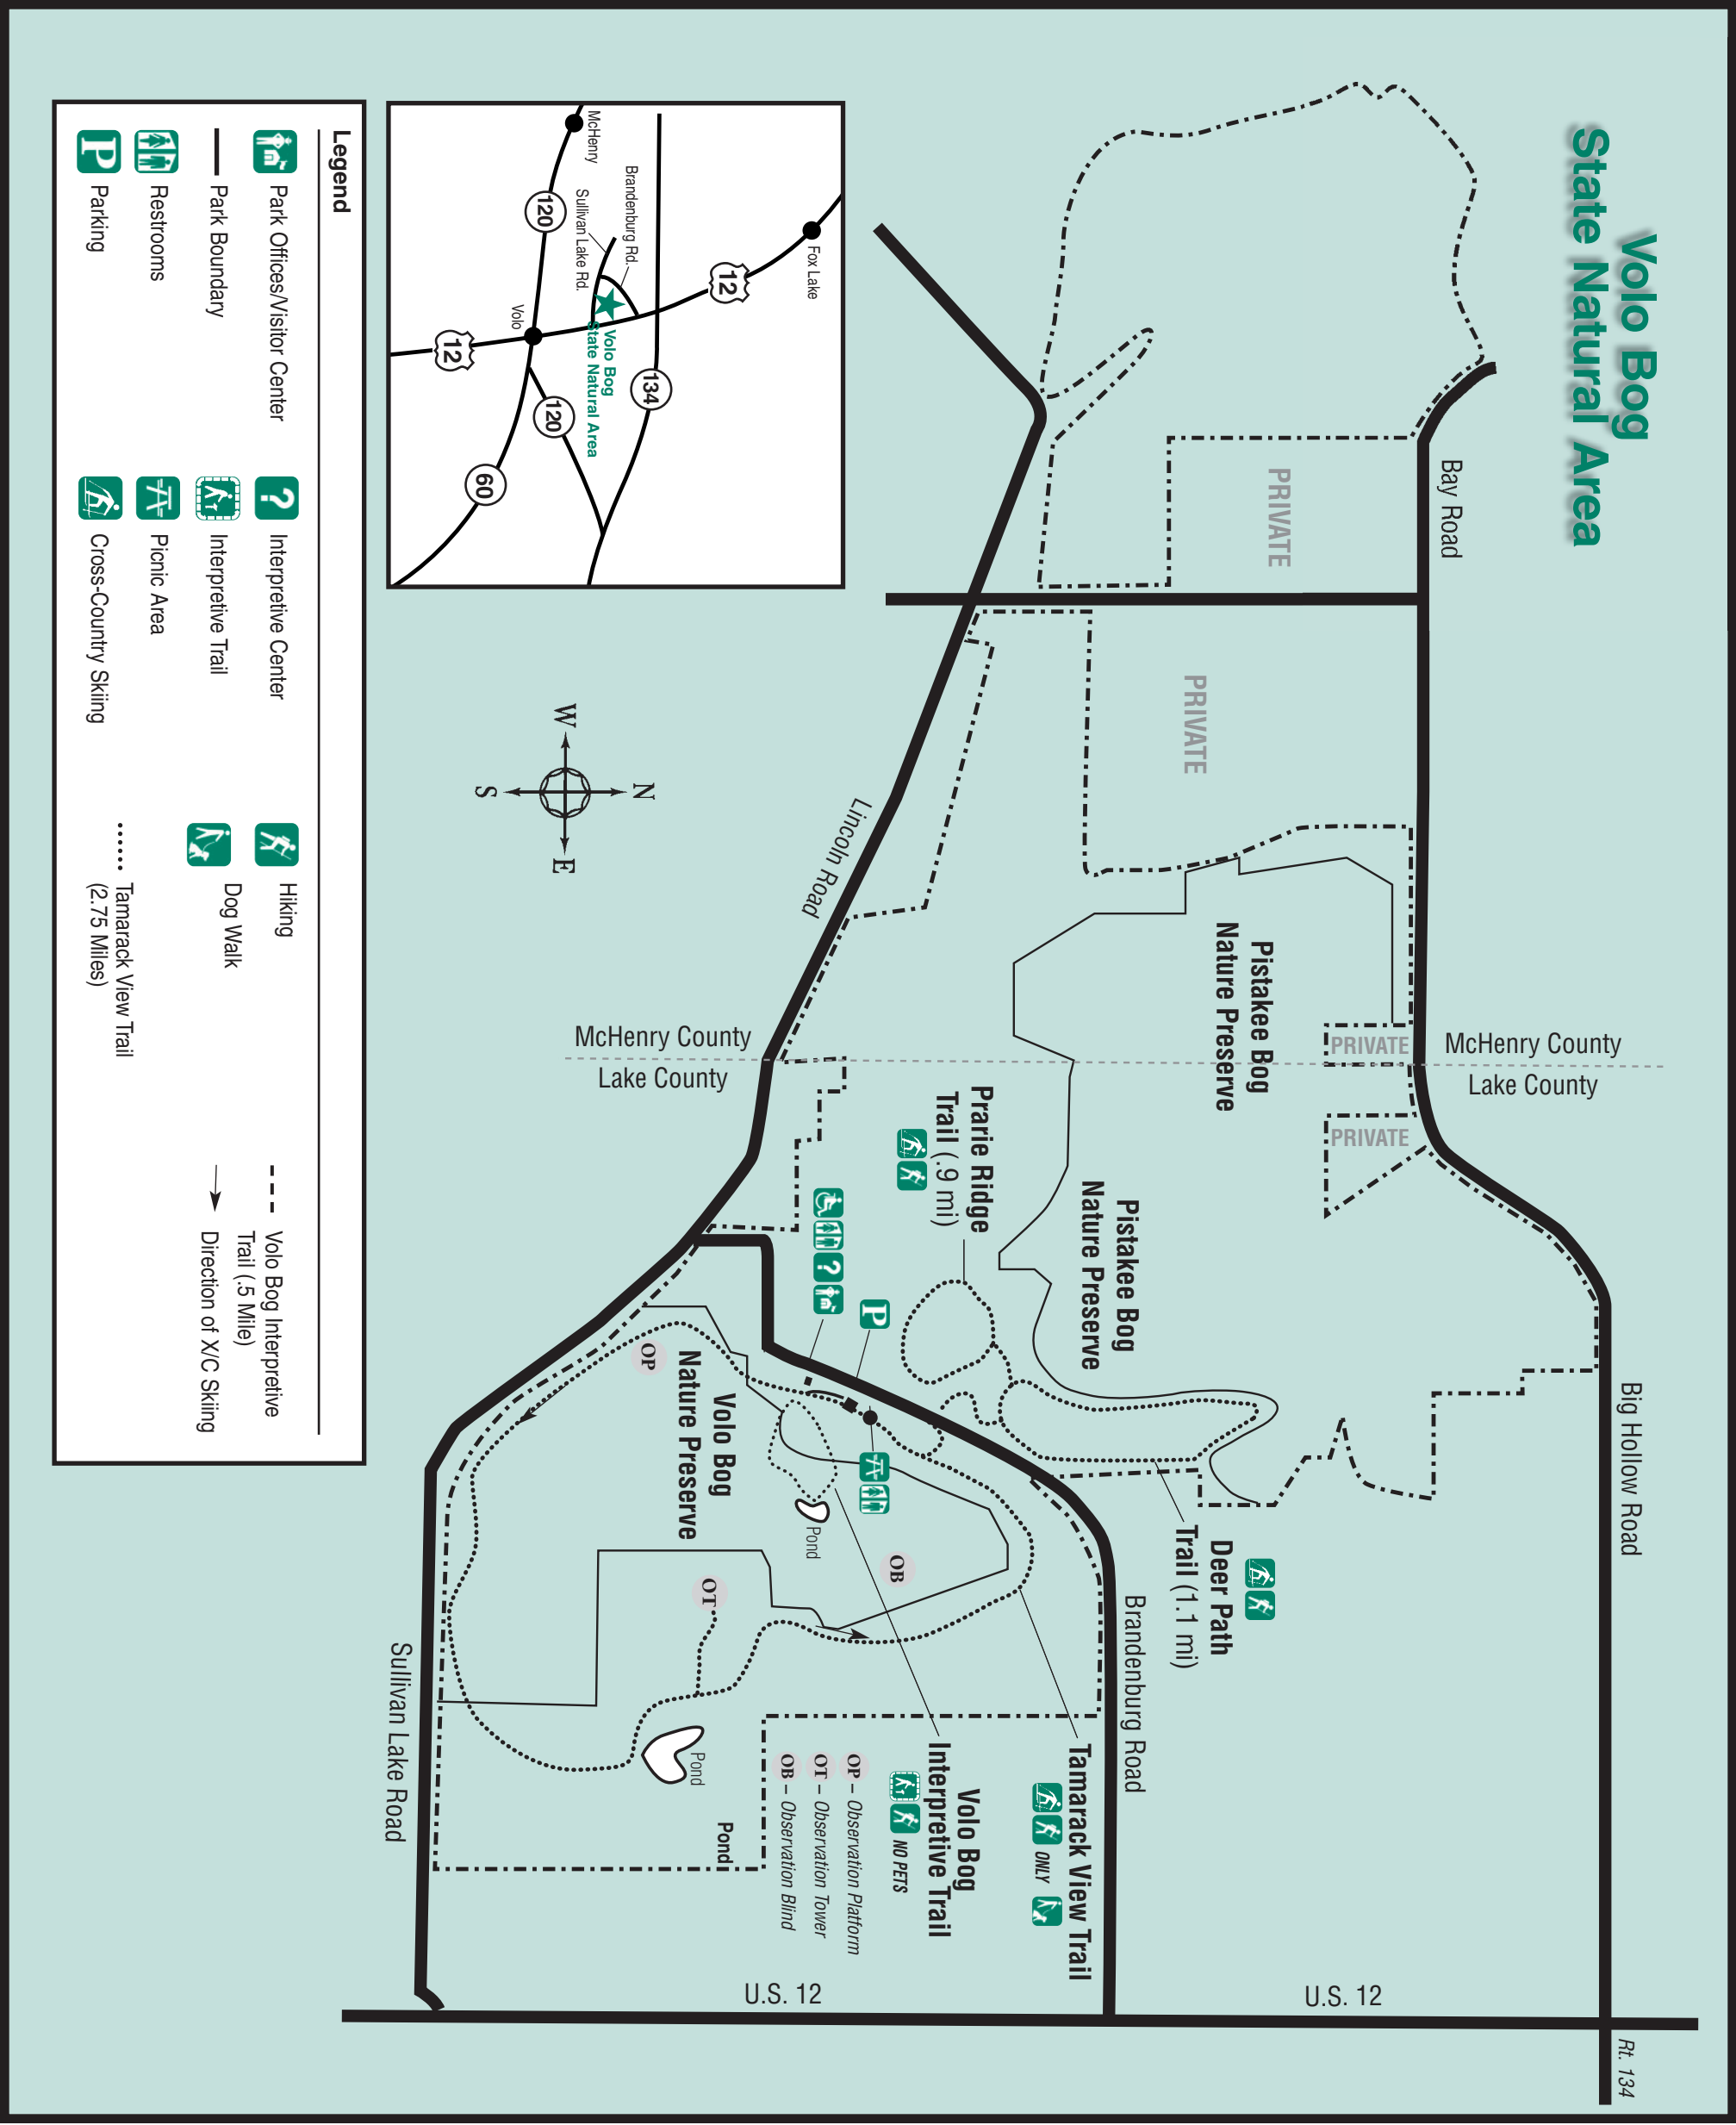 Volo Bog
State Natural Area
Bay Road
PRIVATE
PRIVATE
Pistakee Bog
Nature Preserve
PRIVATE
McHenry County
Lake County
PRIVATE
McHenry County
Lake County
Lincoln Road
Pistakee Bog
Nature Preserve
Prarie Ridge
Trail (.9 mi)
?
P
Big Hollow Road
Deer Path
Trail (1.1 mi)
Brandenburg Road
OP
Volo Bog
Nature Preserve
Pond
OB
OT
Pond
Pond
Sullivan Lake Road
Tamarack View Trail
ONLY
Volo Bog
Interpretive Trail
NO PETS
OP – Observation Platform
OT – Observation Tower
OB – Observation Blind
U.S. 12
U.S. 12
Rt. 134
W
N
S
E
Fox Lake
12
McHenry
Brandenburg Rd.
Sullivan Lake Rd.
120
Volo Bog
State Natural Area
134
Volo
12
120
60
Legend
Park Offices/Visitor Center
Park Boundary
Restrooms
P Parking
? Interpretive Center
Interpretive Trail
Picnic Area
Cross-Country Skiing
Hiking
Dog Walk
Tamarack View Trail
(2.75 Miles)
Volo Bog Interpretive
Trail (.5 Mile)
Direction of X/C Skiing